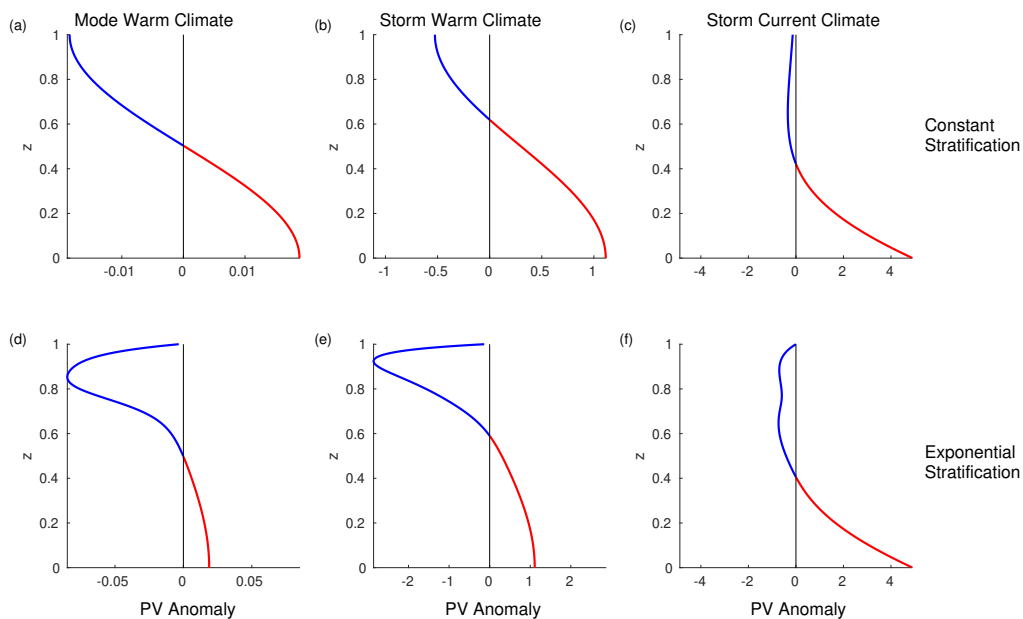 Mode Warm Climate
Storm Warm Climate
Storm Current Climate
(a)
(b)
(c)
1
0.8
0.6
0.4
0.2
0
z
-0.01
0
0.01
1
0.8
0.6
0.4
0.2
0
z
-1
-0.5
0
0.5
1
1
0.8
0.6
0.4
0.2
0
z
-4
-2
0
2
4
Constant
Stratification
(d)
(e)
(f)
1
0.8
0.6
0.4
0.2
0
z
-0.05
0
0.05
PV Anomaly
1
0.8
0.6
0.4
0.2
0
z
-2
-1
0
1
2
PV Anomaly
1
0.8
0.6
0.4
0.2
0
z
-4
-2
0
2
4
PV Anomaly
Exponential
Stratification